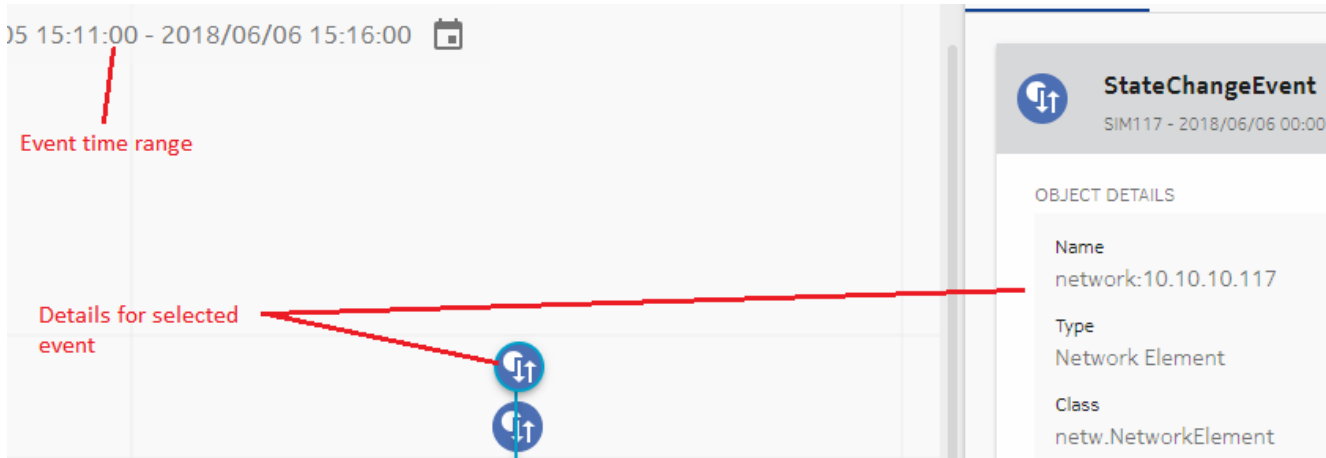 05 15:11:00 - 2018/06/06 15:16:00
Event time range
Details for selected
event
StateChangeEvent
SIM117 - 2018/06/06 00:00
OBJECT DETAILS
Name
network:10.10.10.117
Type
Network Element
Class
netw.NetworkElement